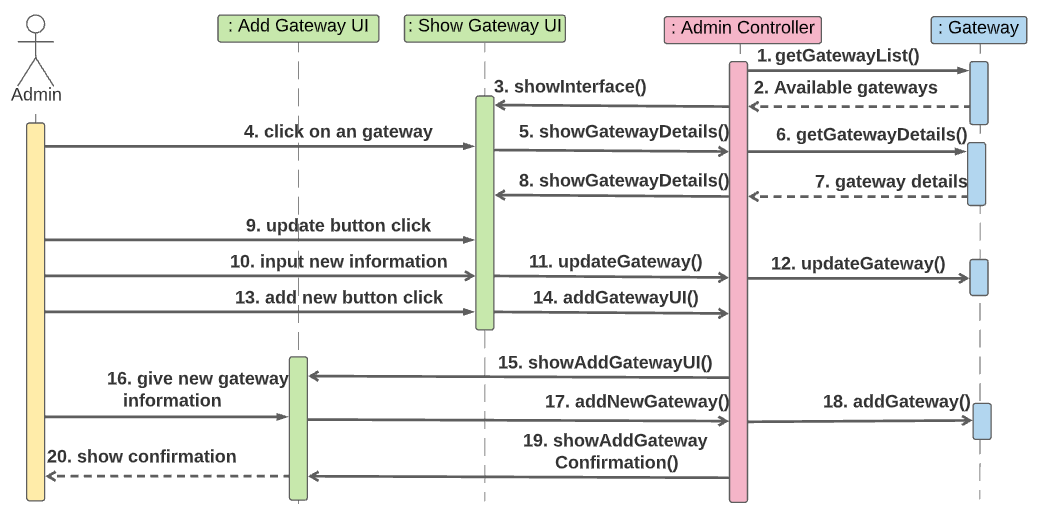 : Add Gateway UI
: Show Gateway UI
: Admin Controller
: Gateway
Admin
1. getGatewayList()
2. Available gateways
3. showInterface()
4. click on an gateway
5. showGatewayDetails()
6. getGatewayDetails()
7. gateway details
8. showGatewayDetails()
9. update button click
10. input new information
11. updateGateway()
12. updateGateway()
13. add new button click
14. addGatewayUI()
15. showAddGatewayUI()
16. give new gateway
information
17. addNewGateway()
18. addGateway()
19. showAddGateway
Confirmation()
20. show confirmation